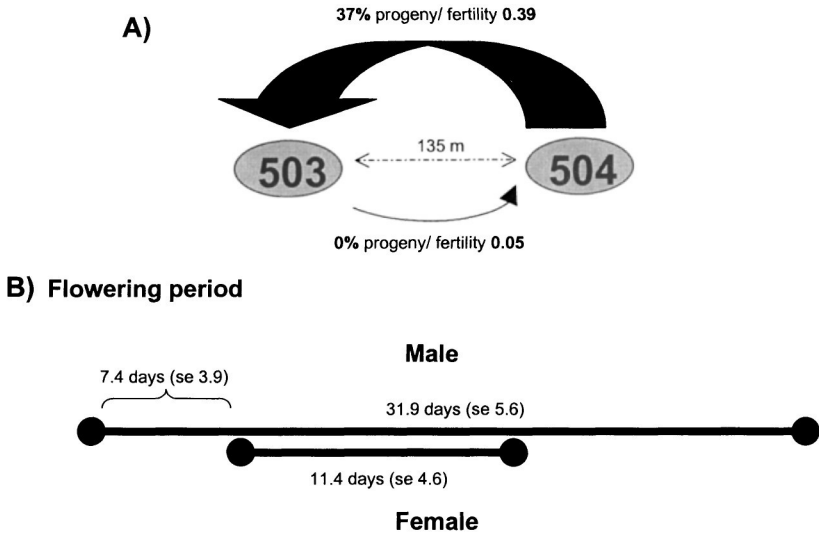 A)
37% progeny/ fertility 0.39
503
135 m
504
0% progeny/ fertility 0.05
B) Flowering period
Male
7.4 days (se 3.9)
31.9 days (se 5.6)
11.4 days (se 4.6)
Female